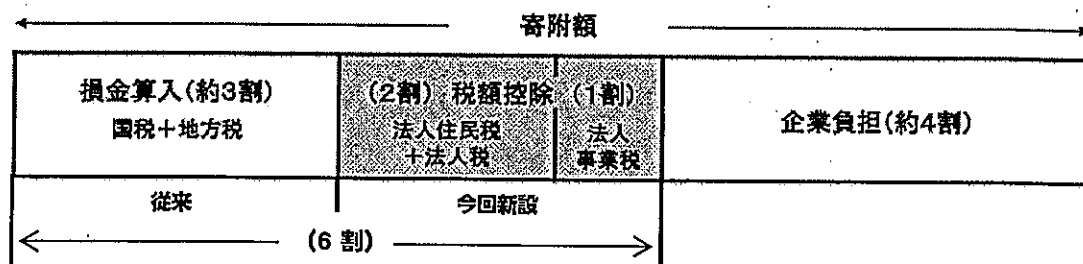 寄附額
損金算入(約3割)
国税+地方税
(2割) 税額控除 (1割)
法人住民税
+法人税
法人
事業税
企業負担(約4割)
従来
今回新設
(6割)